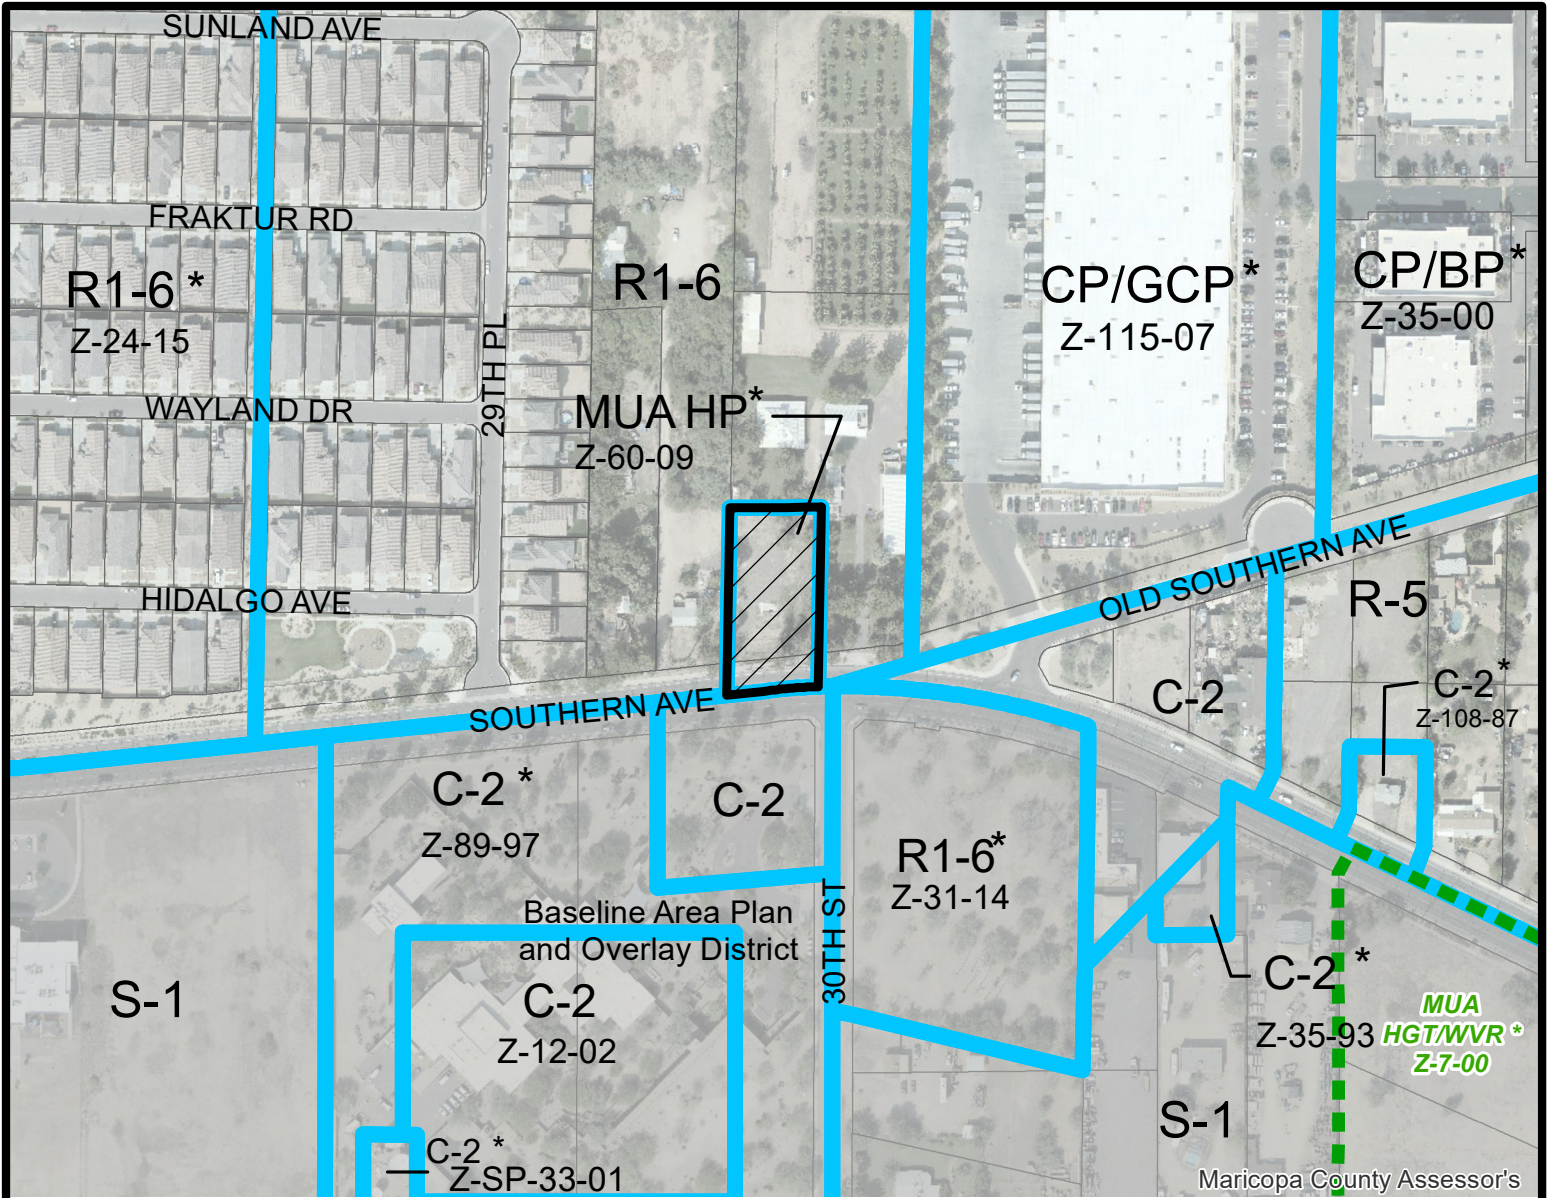 SUNLAND AVE
FRAKTUR RD
R1-6 *
Z-24-15
29TH PL
R1-6
CP/GCP *
Z-115-07
CP/BP *
Z-35-00
WAYLAND DR
MUA HP *
Z-60-09
HIDALGO AVE
OLD SOUTHERN AVE
R-5
SOUTHERN AVE
C-2
C-2 *
Z-108-87
C-2 *
Z-89-97
C-2
R1-6 *
Z-31-14
30TH ST
Baseline Area Plan
and Overlay District
S-1
C-2
Z-12-02
C-2 *
Z-35-93
MUA
HGT/WVR *
Z-7-00
S-1
C-2 *
Z-SP-33-01
Maricopa County Assessor's